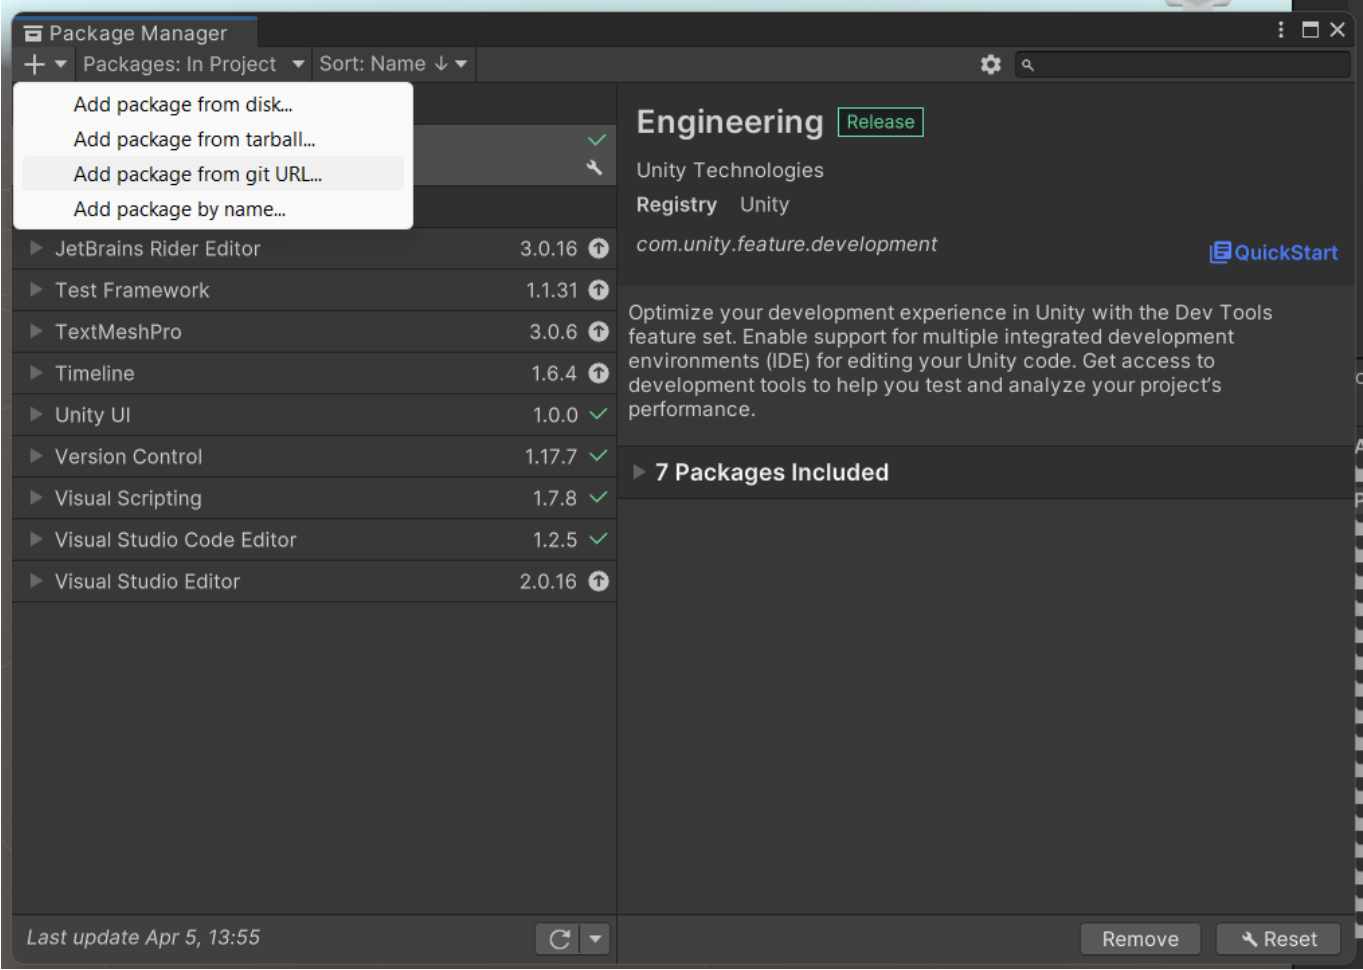 Package Manager
Packages: In Project
Sort: Name ↓
Add package from disk...
Add package from tarball...
Add package from git URL...
Add package by name...
JetBrains Rider Editor 3.0.16
Test Framework 1.1.31
TextMeshPro 3.0.6
Timeline 1.6.4
Unity UI 1.0.0
Version Control 1.17.7
Visual Scripting 1.7.8
Visual Studio Code Editor 1.2.5
Visual Studio Editor 2.0.16
Last update Apr 5, 13:55
Engineering Release
Unity Technologies
Registry Unity
com.unity.feature.development
QuickStart
Optimize your development experience in Unity with the Dev Tools
feature set. Enable support for multiple integrated development
environments (IDE) for editing your Unity code. Get access to
development tools to help you test and analyze your project's
performance.
7 Packages Included
Remove
Reset